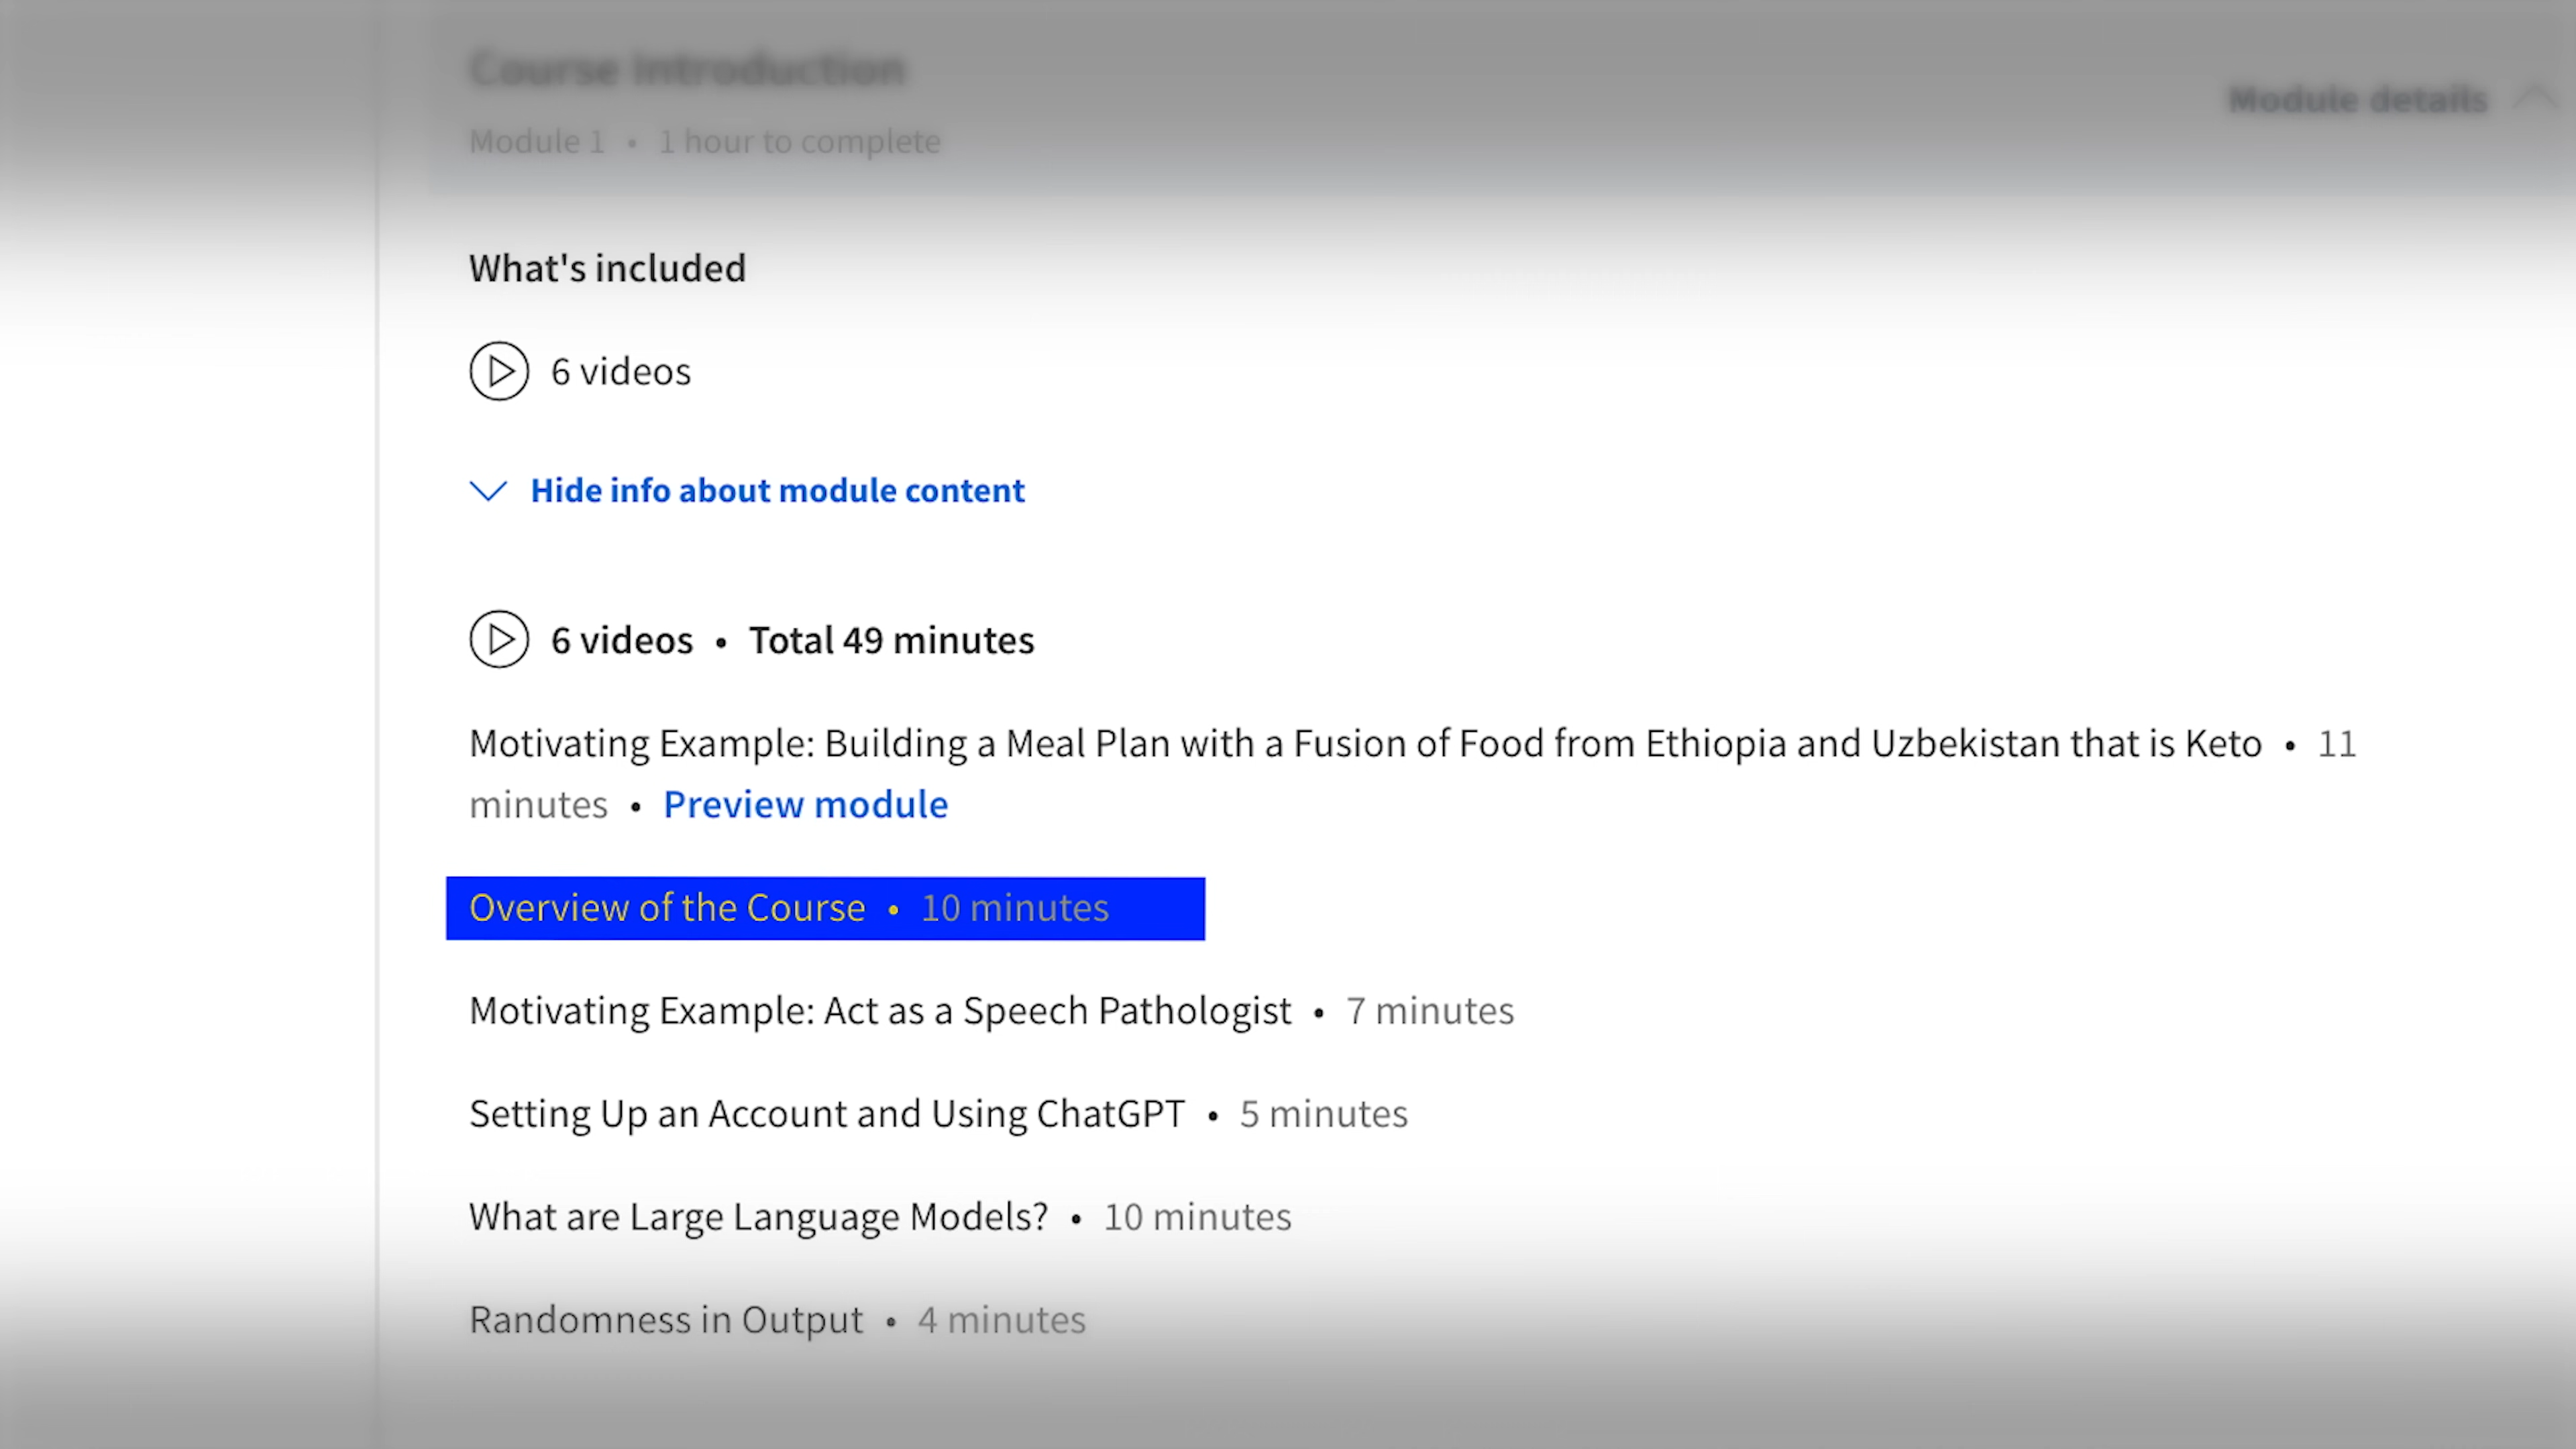 Course Introduction
Module details
Module 1 • 1 hour to complete
What's included
6 videos
Hide info about module content
6 videos • Total 49 minutes
Motivating Example: Building a Meal Plan with a Fusion of Food from Ethiopia and Uzbekistan that is Keto • 11
minutes • Preview module
Overview of the Course • 10 minutes
Motivating Example: Act as a Speech Pathologist • 7 minutes
Setting Up an Account and Using ChatGPT • 5 minutes
What are Large Language Models? • 10 minutes
Randomness in Output • 4 minutes